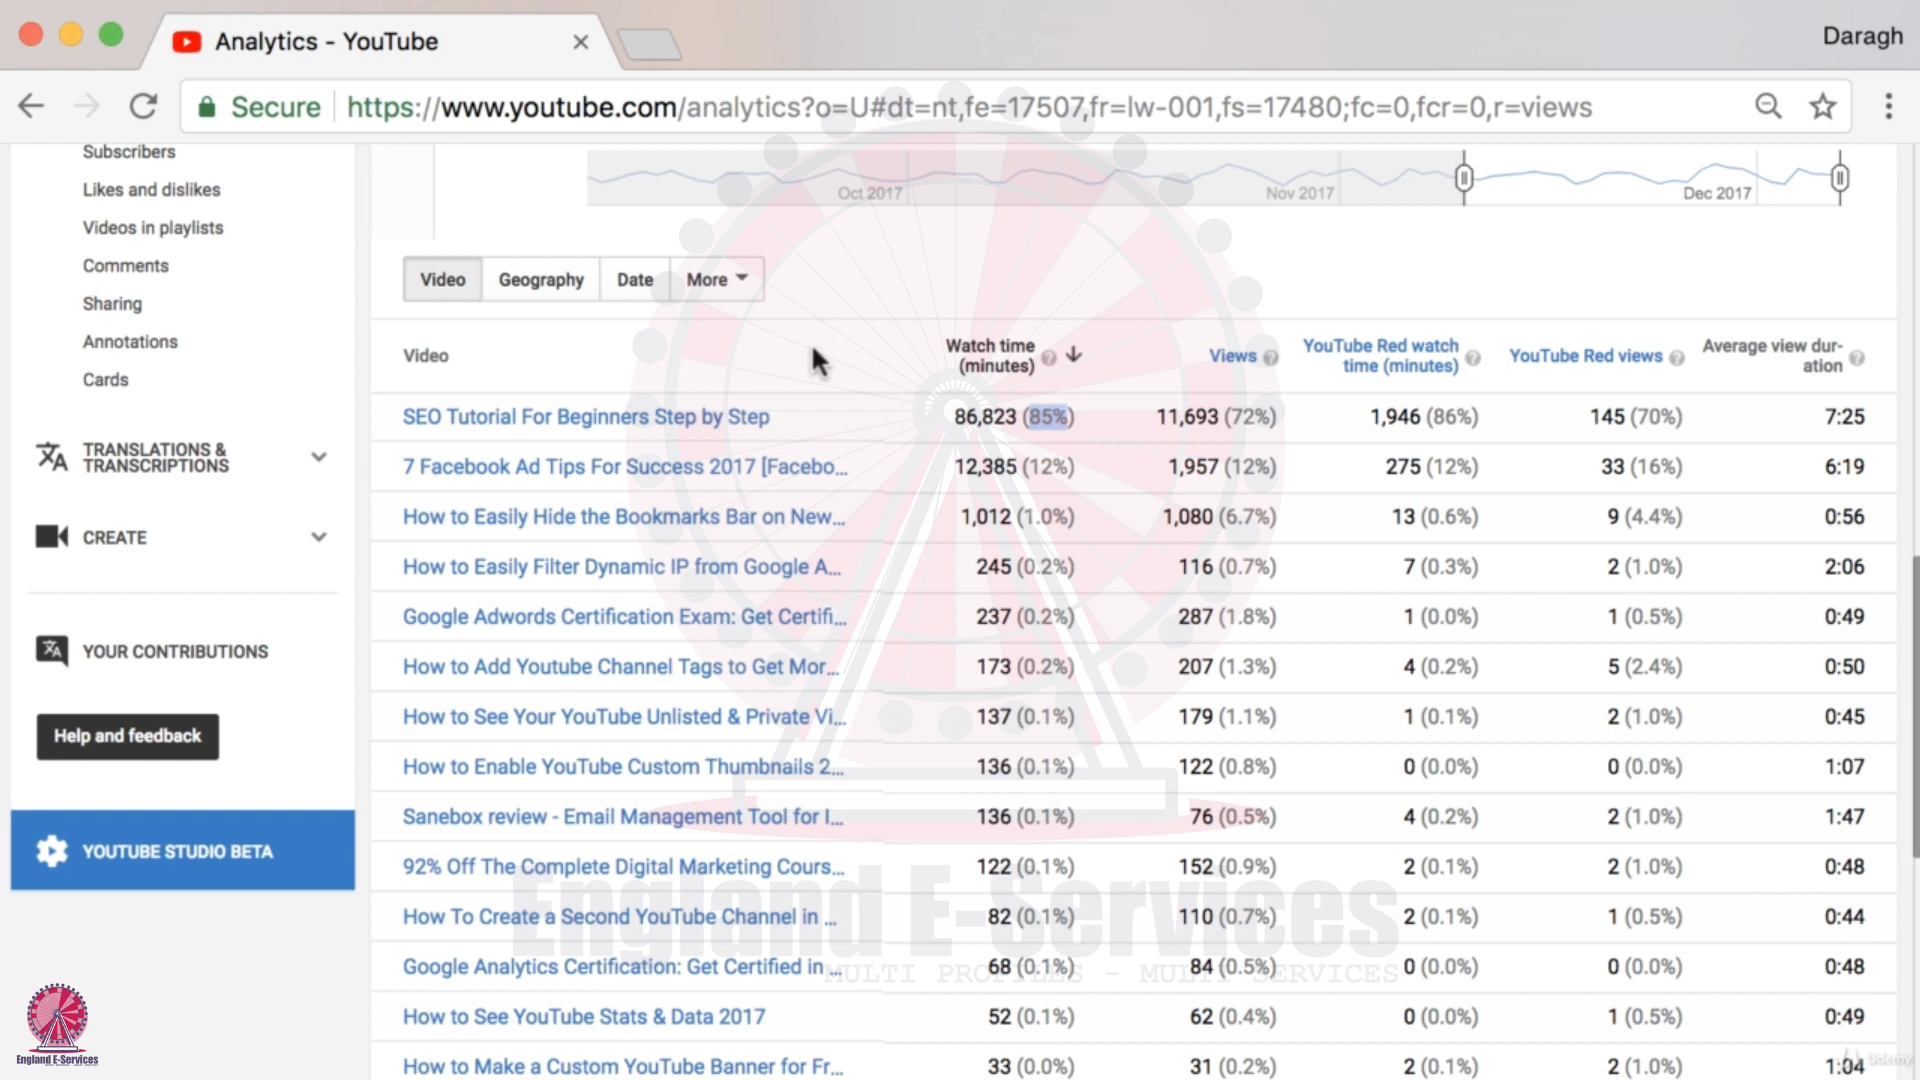 Analytics - YouTube
Daragh
Secure https://www.youtube.com/analytics?o=U#dt=nt,fe=17507,fr=lw-001,fs=17480;fc=0,fcr=0,r=views
Subscribers
Likes and dislikes
Videos in playlists
Comments
Sharing
Annotations
Cards
TRANSLATIONS &
TRANSCRIPTIONS
CREATE
YOUR CONTRIBUTIONS
Help and feedback
YOUTUBE STUDIO BETA
England E-Services
Oct 2017 Nov 2017 Dec 2017
Video Geography Date More
Video Watch time (minutes) Views YouTube Red watch time (minutes) YouTube Red views Average view dur-ation
SEO Tutorial For Beginners Step by Step 86,823 (85%) 11,693 (72%) 1,946 (86%) 145 (70%) 7:25
7 Facebook Ad Tips For Success 2017 [Facebo... 12,385 (12%) 1,957 (12%) 275 (12%) 33 (16%) 6:19
How to Easily Hide the Bookmarks Bar on New... 1,012 (1.0%) 1,080 (6.7%) 13 (0.6%) 9 (4.4%) 0:56
How to Easily Filter Dynamic IP from Google A... 245 (0.2%) 116 (0.7%) 7 (0.3%) 2 (1.0%) 2:06
Google Adwords Certification Exam: Get Certifi... 237 (0.2%) 287 (1.8%) 1 (0.0%) 1 (0.5%) 0:49
How to Add Youtube Channel Tags to Get Mor... 173 (0.2%) 207 (1.3%) 4 (0.2%) 5 (2.4%) 0:50
How to See Your YouTube Unlisted & Private Vi... 137 (0.1%) 179 (1.1%) 1 (0.1%) 2 (1.0%) 0:45
How to Enable YouTube Custom Thumbnails 2... 136 (0.1%) 122 (0.8%) 0 (0.0%) 0 (0.0%) 1:07
Sanebox review - Email Management Tool for I... 136 (0.1%) 76 (0.5%) 4 (0.2%) 2 (1.0%) 1:47
92% Off The Complete Digital Marketing Cours... 122 (0.1%) 152 (0.9%) 2 (0.1%) 2 (1.0%) 0:48
How To Create a Second YouTube Channel in ... 82 (0.1%) 110 (0.7%) 2 (0.1%) 1 (0.5%) 0:44
England E-Services
Google Analytics Certification: Get Certified in ... 68 (0.1%) 84 (0.5%) 0 (0.0%) 0 (0.0%) 0:48
MULTI PROFILES - MULTI SERVICES
How to See YouTube Stats & Data 2017 52 (0.1%) 62 (0.4%) 0 (0.0%) 1 (0.5%) 0:49
How to Make a Custom YouTube Banner for Fr... 33 (0.0%) 31 (0.2%) 2 (0.1%) 2 (1.0%) 1:04
Udemy